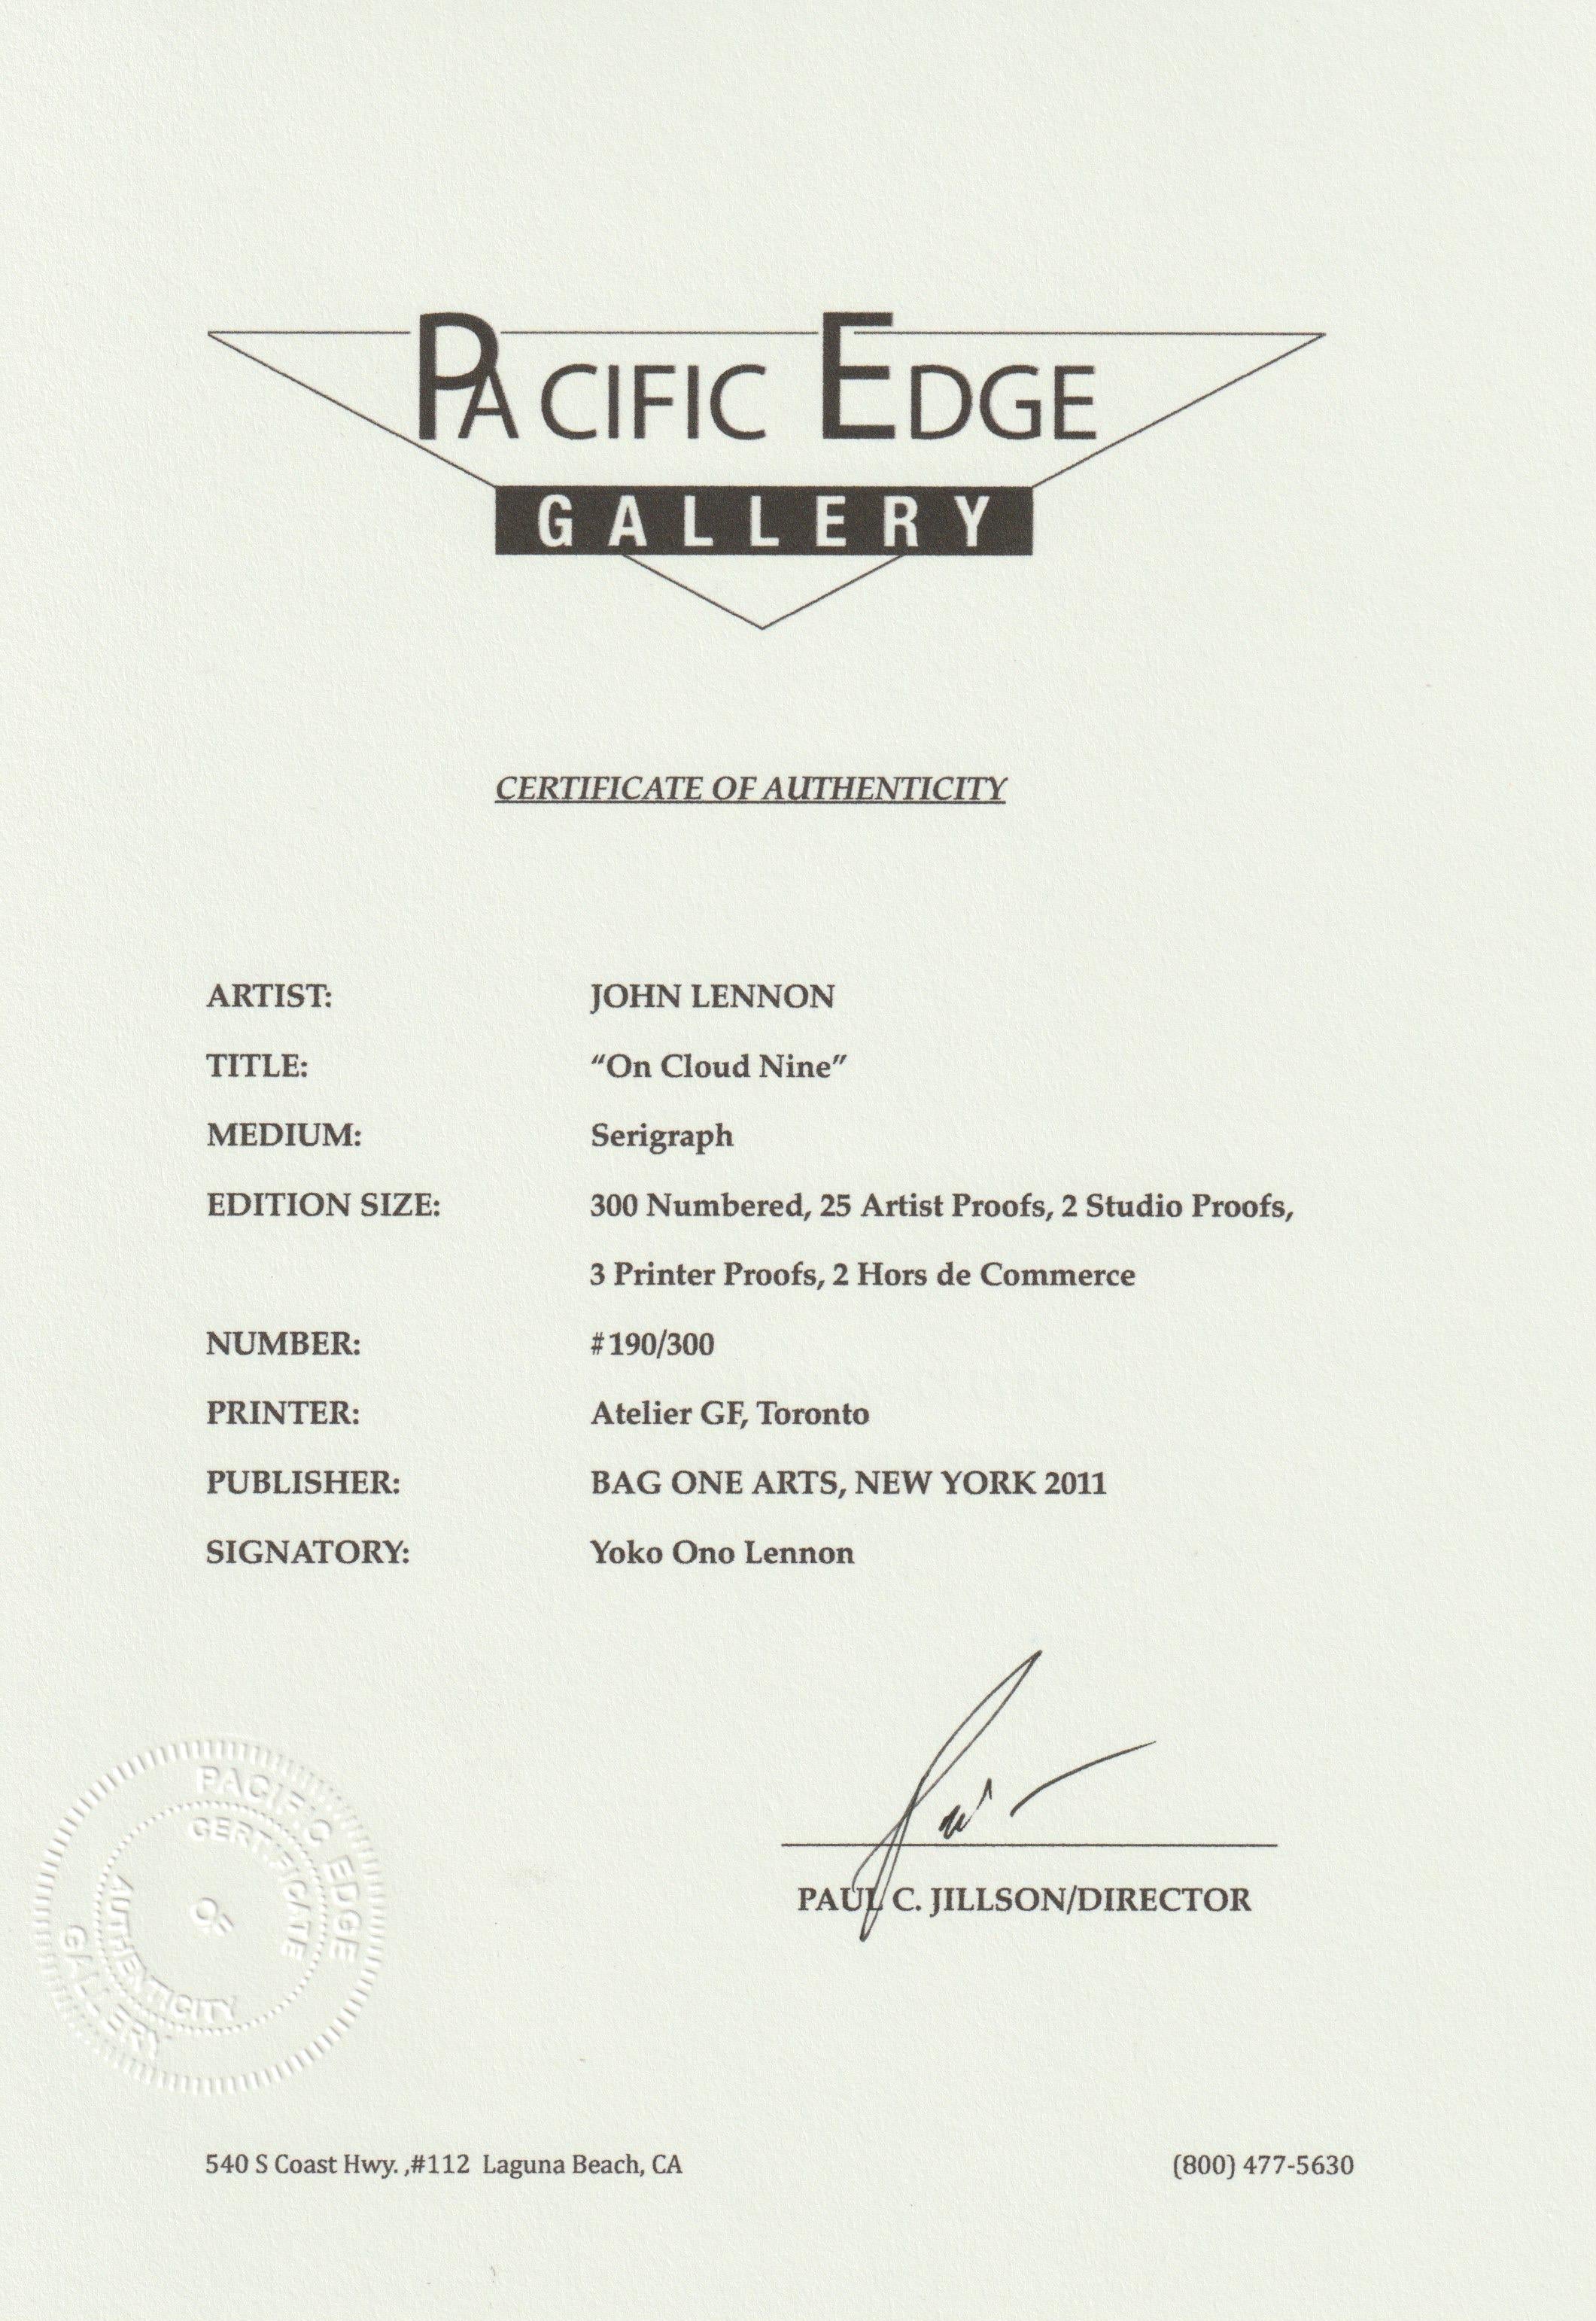 PACIFIC EDGE
GALLERY
CERTIFICATE OF AUTHENTICITY
ARTIST: JOHN LENNON
TITLE: “On Cloud Nine”
MEDIUM: Serigraph
EDITION SIZE: 300 Numbered, 25 Artist Proofs, 2 Studio Proofs,
3 Printer Proofs, 2 Hors de Commerce
NUMBER: #190/300
PRINTER: Atelier GF, Toronto
PUBLISHER: BAG ONE ARTS, NEW YORK 2011
SIGNATORY: Yoko Ono Lennon
PAUL C. JILLSON/DIRECTOR
PACIFIC EDGE
GALLERY
CERTIFICATE
OF
AUTHENTICITY
540 S Coast Hwy. ,#112 Laguna Beach, CA
(800) 477-5630